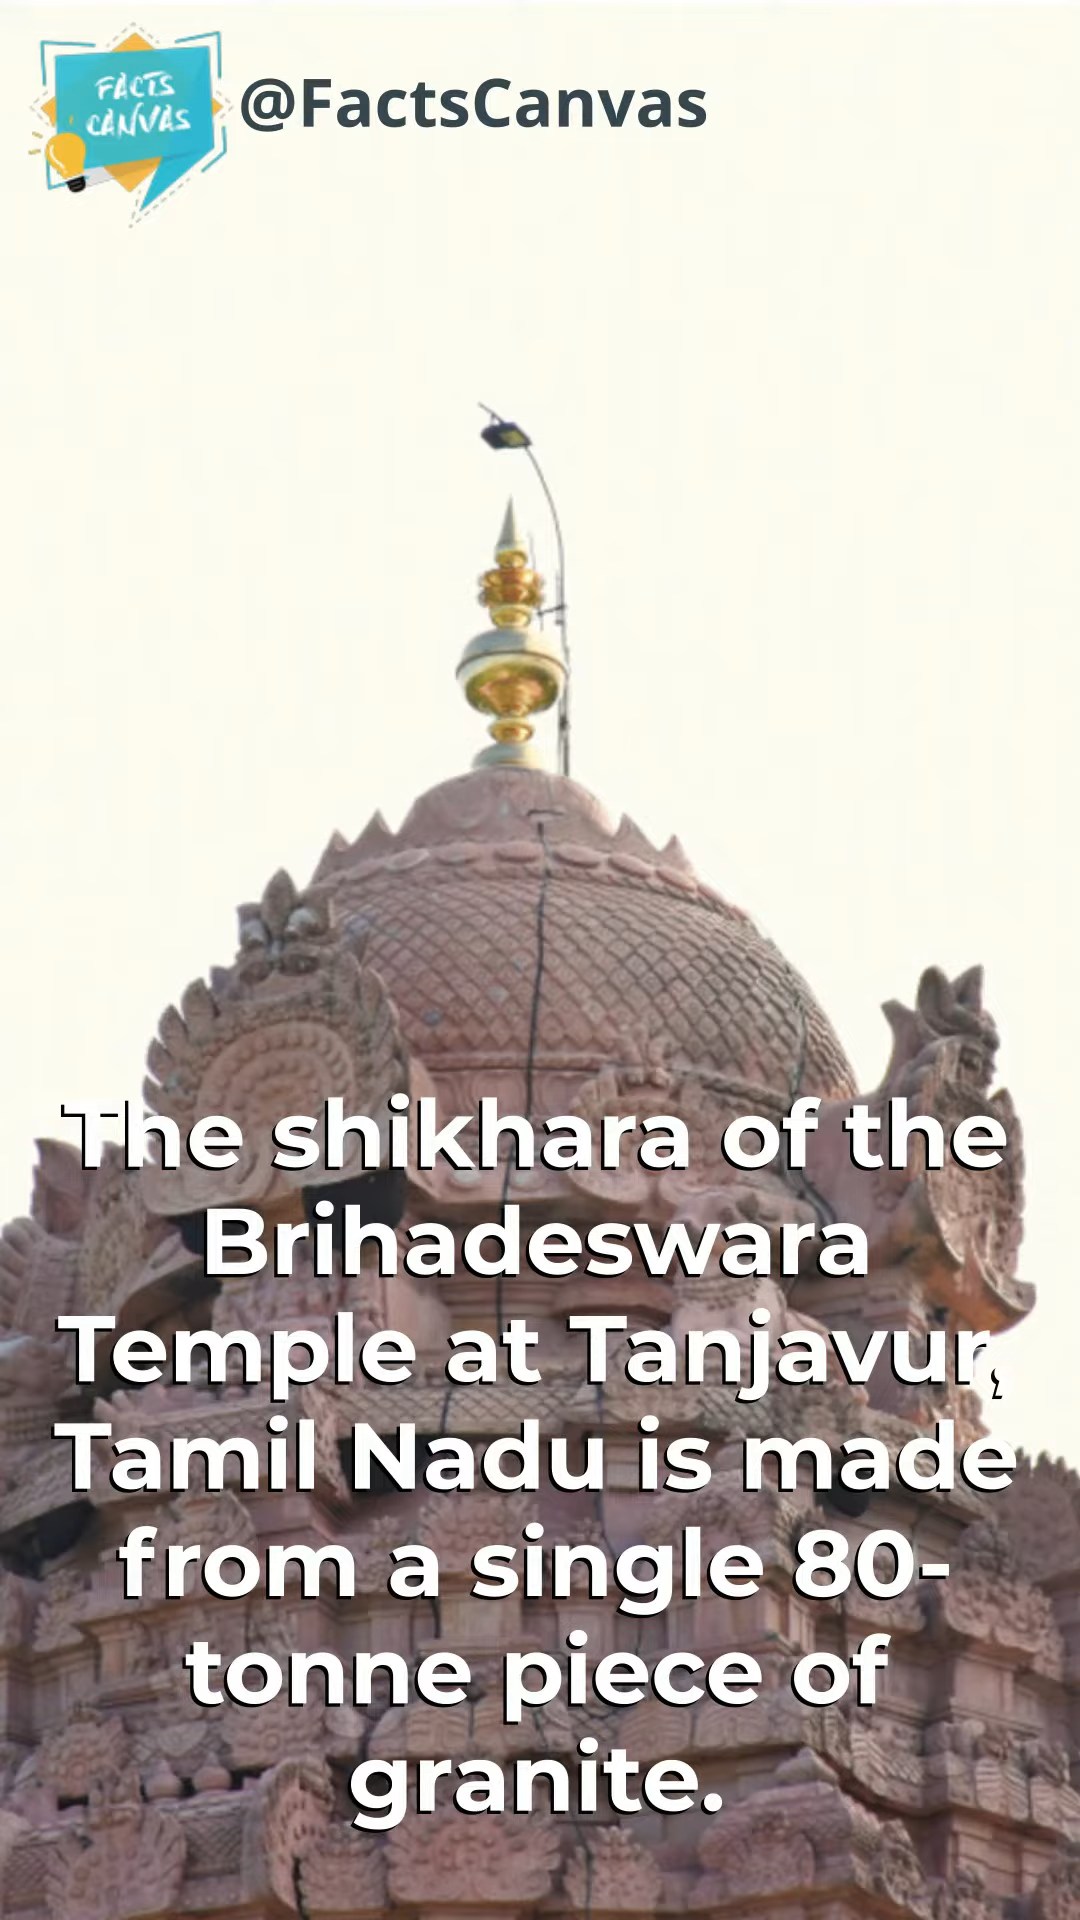 FACTS
CANVAS
@FactsCanvas
The shikhara of the
Brihadeswara
Temple at Tanjavur,
Tamil Nadu is made
from a single 80-
tonne piece of
granite.